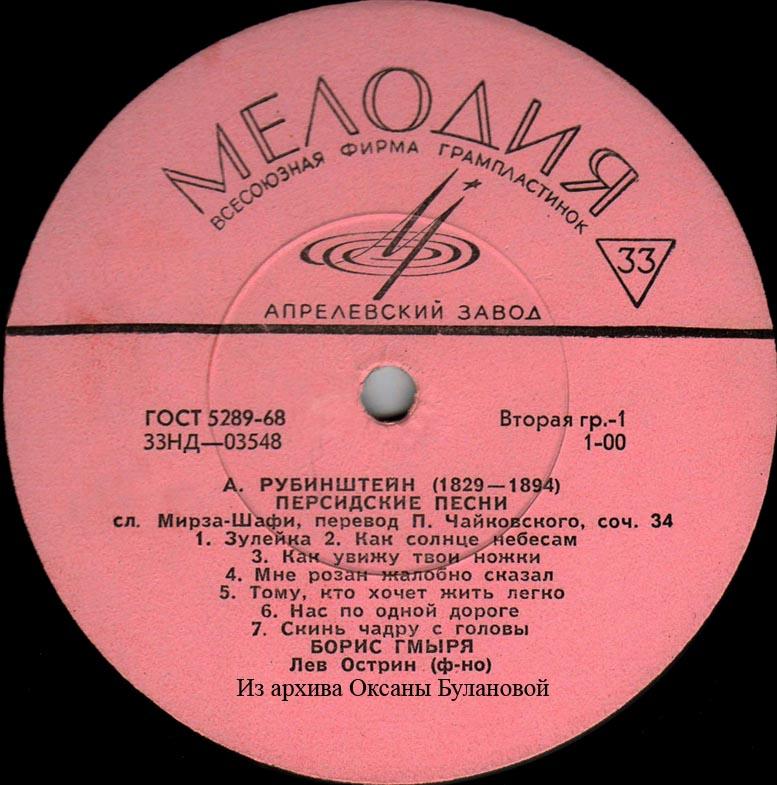 МЕЛОДИЯ
ВСЕСОЮЗНАЯ ФИРМА ГРАМПЛАСТИНОК
33
АПРЕЛЕВСКИЙ ЗАВОД
ГОСТ 5289-68 Вторая гр.-1
33НД—03548 1-00
А. РУБИНШТЕЙН (1829—1894)
ПЕРСИДСКИЕ ПЕСНИ
сл. Мирза-Шафи, перевод П. Чайковского, соч. 34
1. Зулейка 2. Как солнце небесам
3. Как увижу твои ножки
4. Мне розан жалобно сказал
5. Тому, кто хочет жить легко
6. Нас по одной дороге
7. Скинь чадру с головы
БОРИС ГМЫРЯ
Лев Острин (ф-но)
Из архива Оксаны Булановой